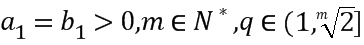 a₁ = b₁ > 0, m ∈ N*, q ∈ (1, ᵐ√2]